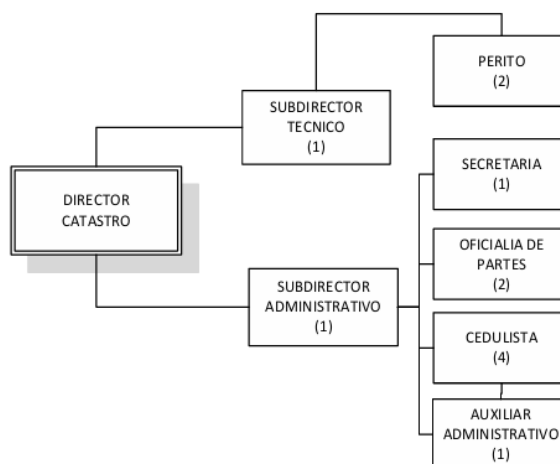 PERITO
(2)
SUBDIRECTOR
TECNICO
(1)
SECRETARIA
(1)
DIRECTOR
CATASTRO
OFICIALIA DE
PARTES
(2)
SUBDIRECTOR
ADMINISTRATIVO
(1)
CEDULISTA
(4)
AUXILIAR
ADMINISTRATIVO
(1)